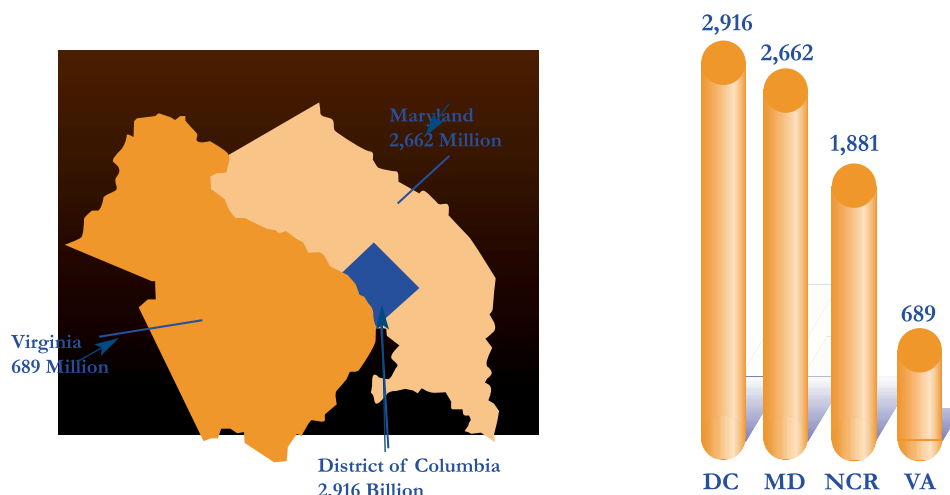 Maryland
2,662 Million
Virginia
689 Million
District of Columbia
2,916 Billion
2,916
2,662
1,881
689
DC MD NCR VA